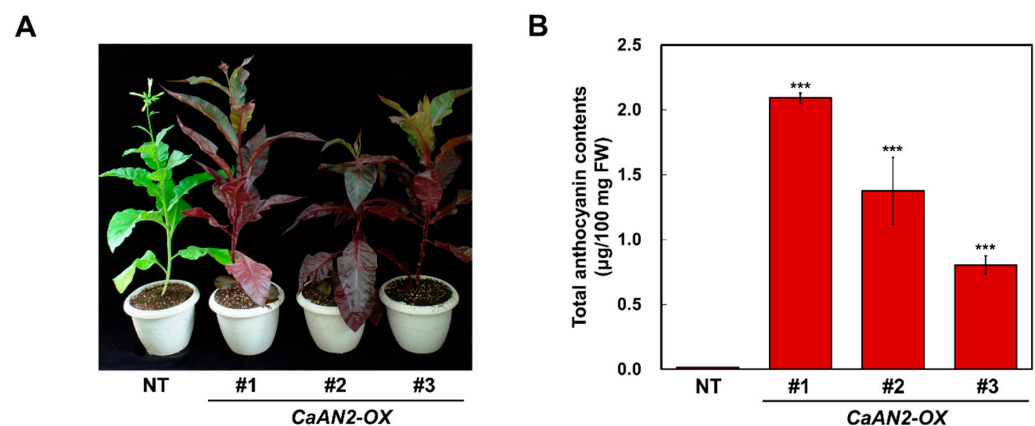 A
NT #1 #2 #3
CaAN2-OX
B
Total anthocyanin contents
(μg/100 mg FW)
2.5
2.0
1.5
1.0
0.5
0.0
***
***
***
NT #1 #2 #3
CaAN2-OX